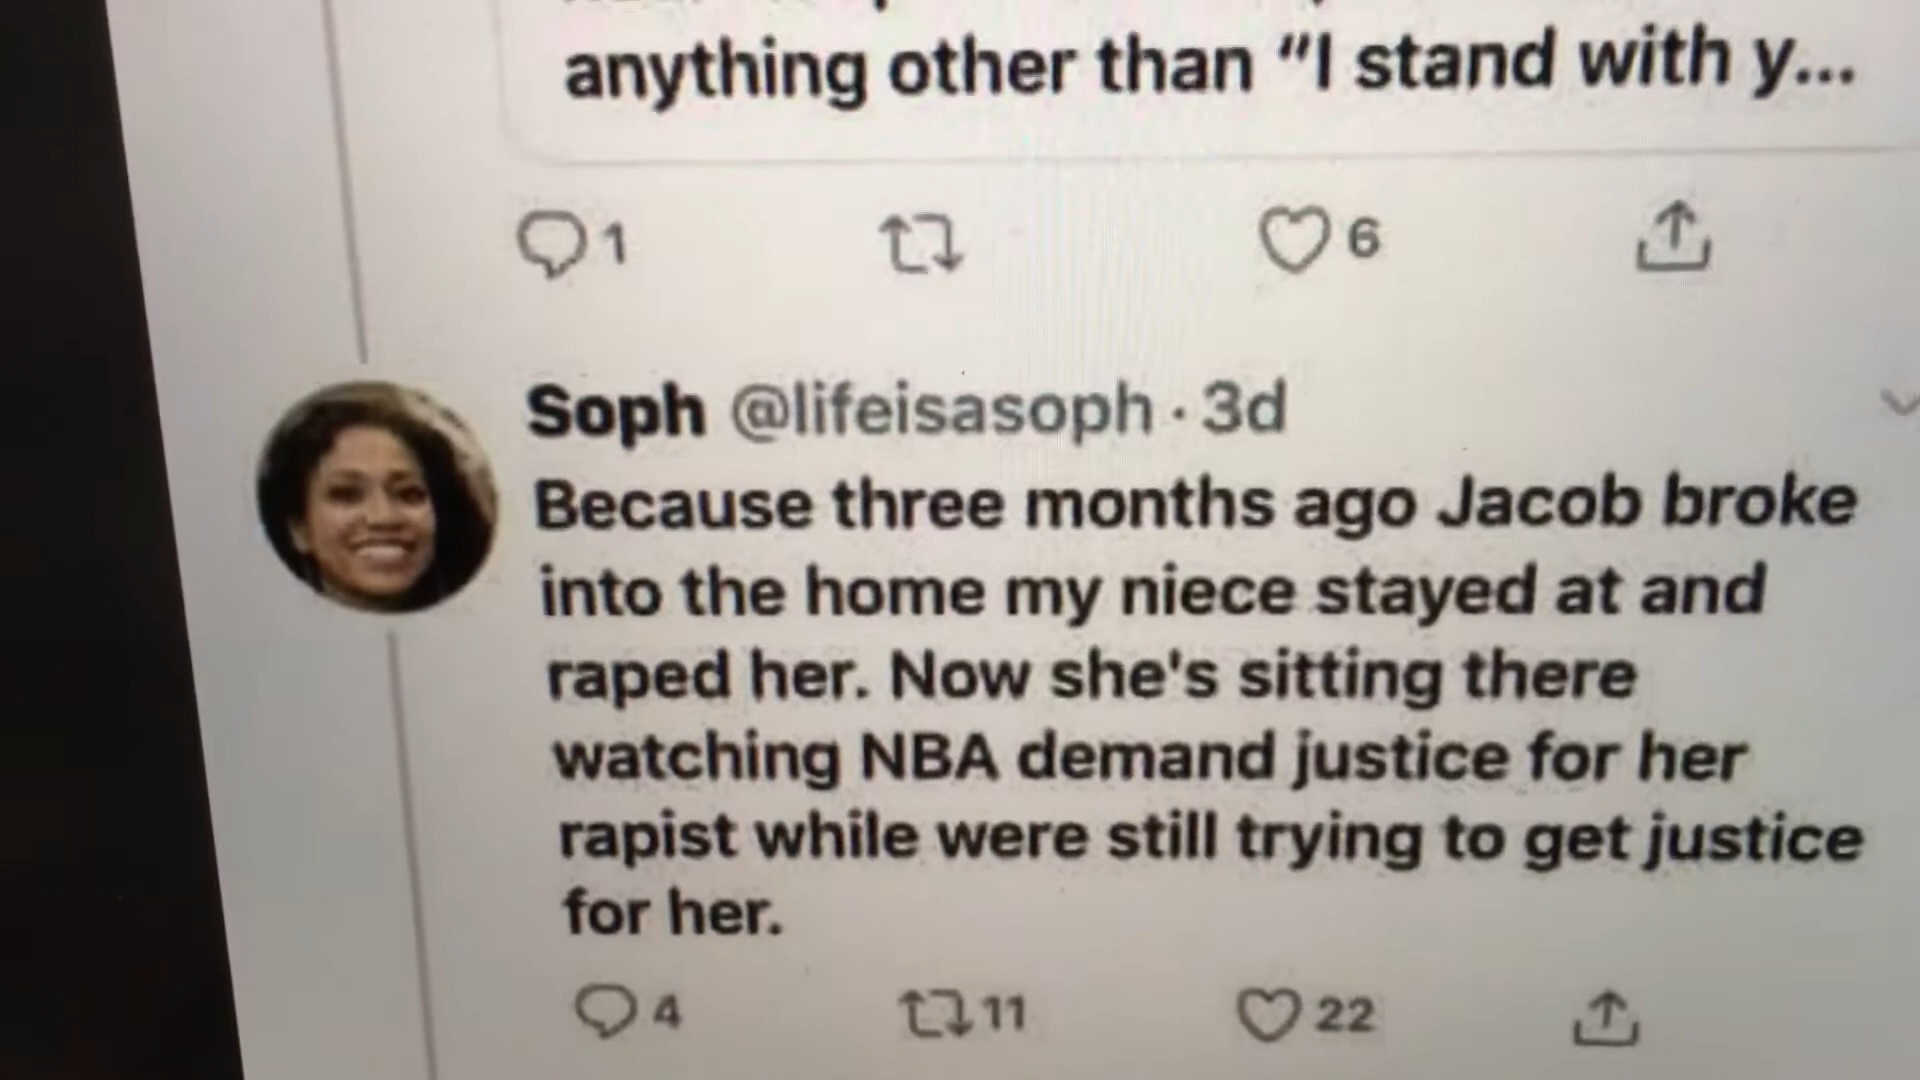 anything other than "I stand with y...
1
6
Soph @lifeisasoph · 3d
Because three months ago Jacob broke
into the home my niece stayed at and
raped her. Now she's sitting there
watching NBA demand justice for her
rapist while were still trying to get justice
for her.
4
11
22